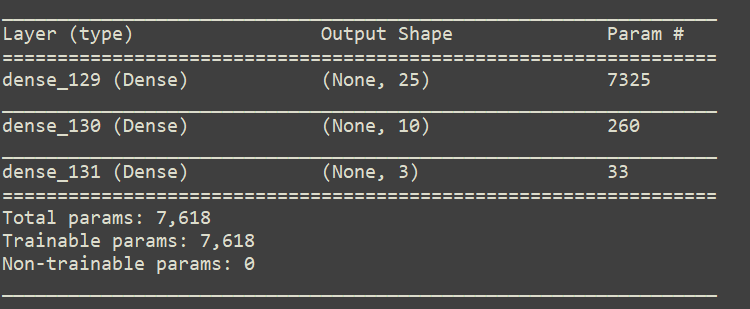 _________________________________________________________________
Layer (type)                 Output Shape              Param #
=================================================================
dense_129 (Dense)            (None, 25)                7325
_________________________________________________________________
dense_130 (Dense)            (None, 10)                260
_________________________________________________________________
dense_131 (Dense)            (None, 3)                 33
=================================================================
Total params: 7,618
Trainable params: 7,618
Non-trainable params: 0
_________________________________________________________________